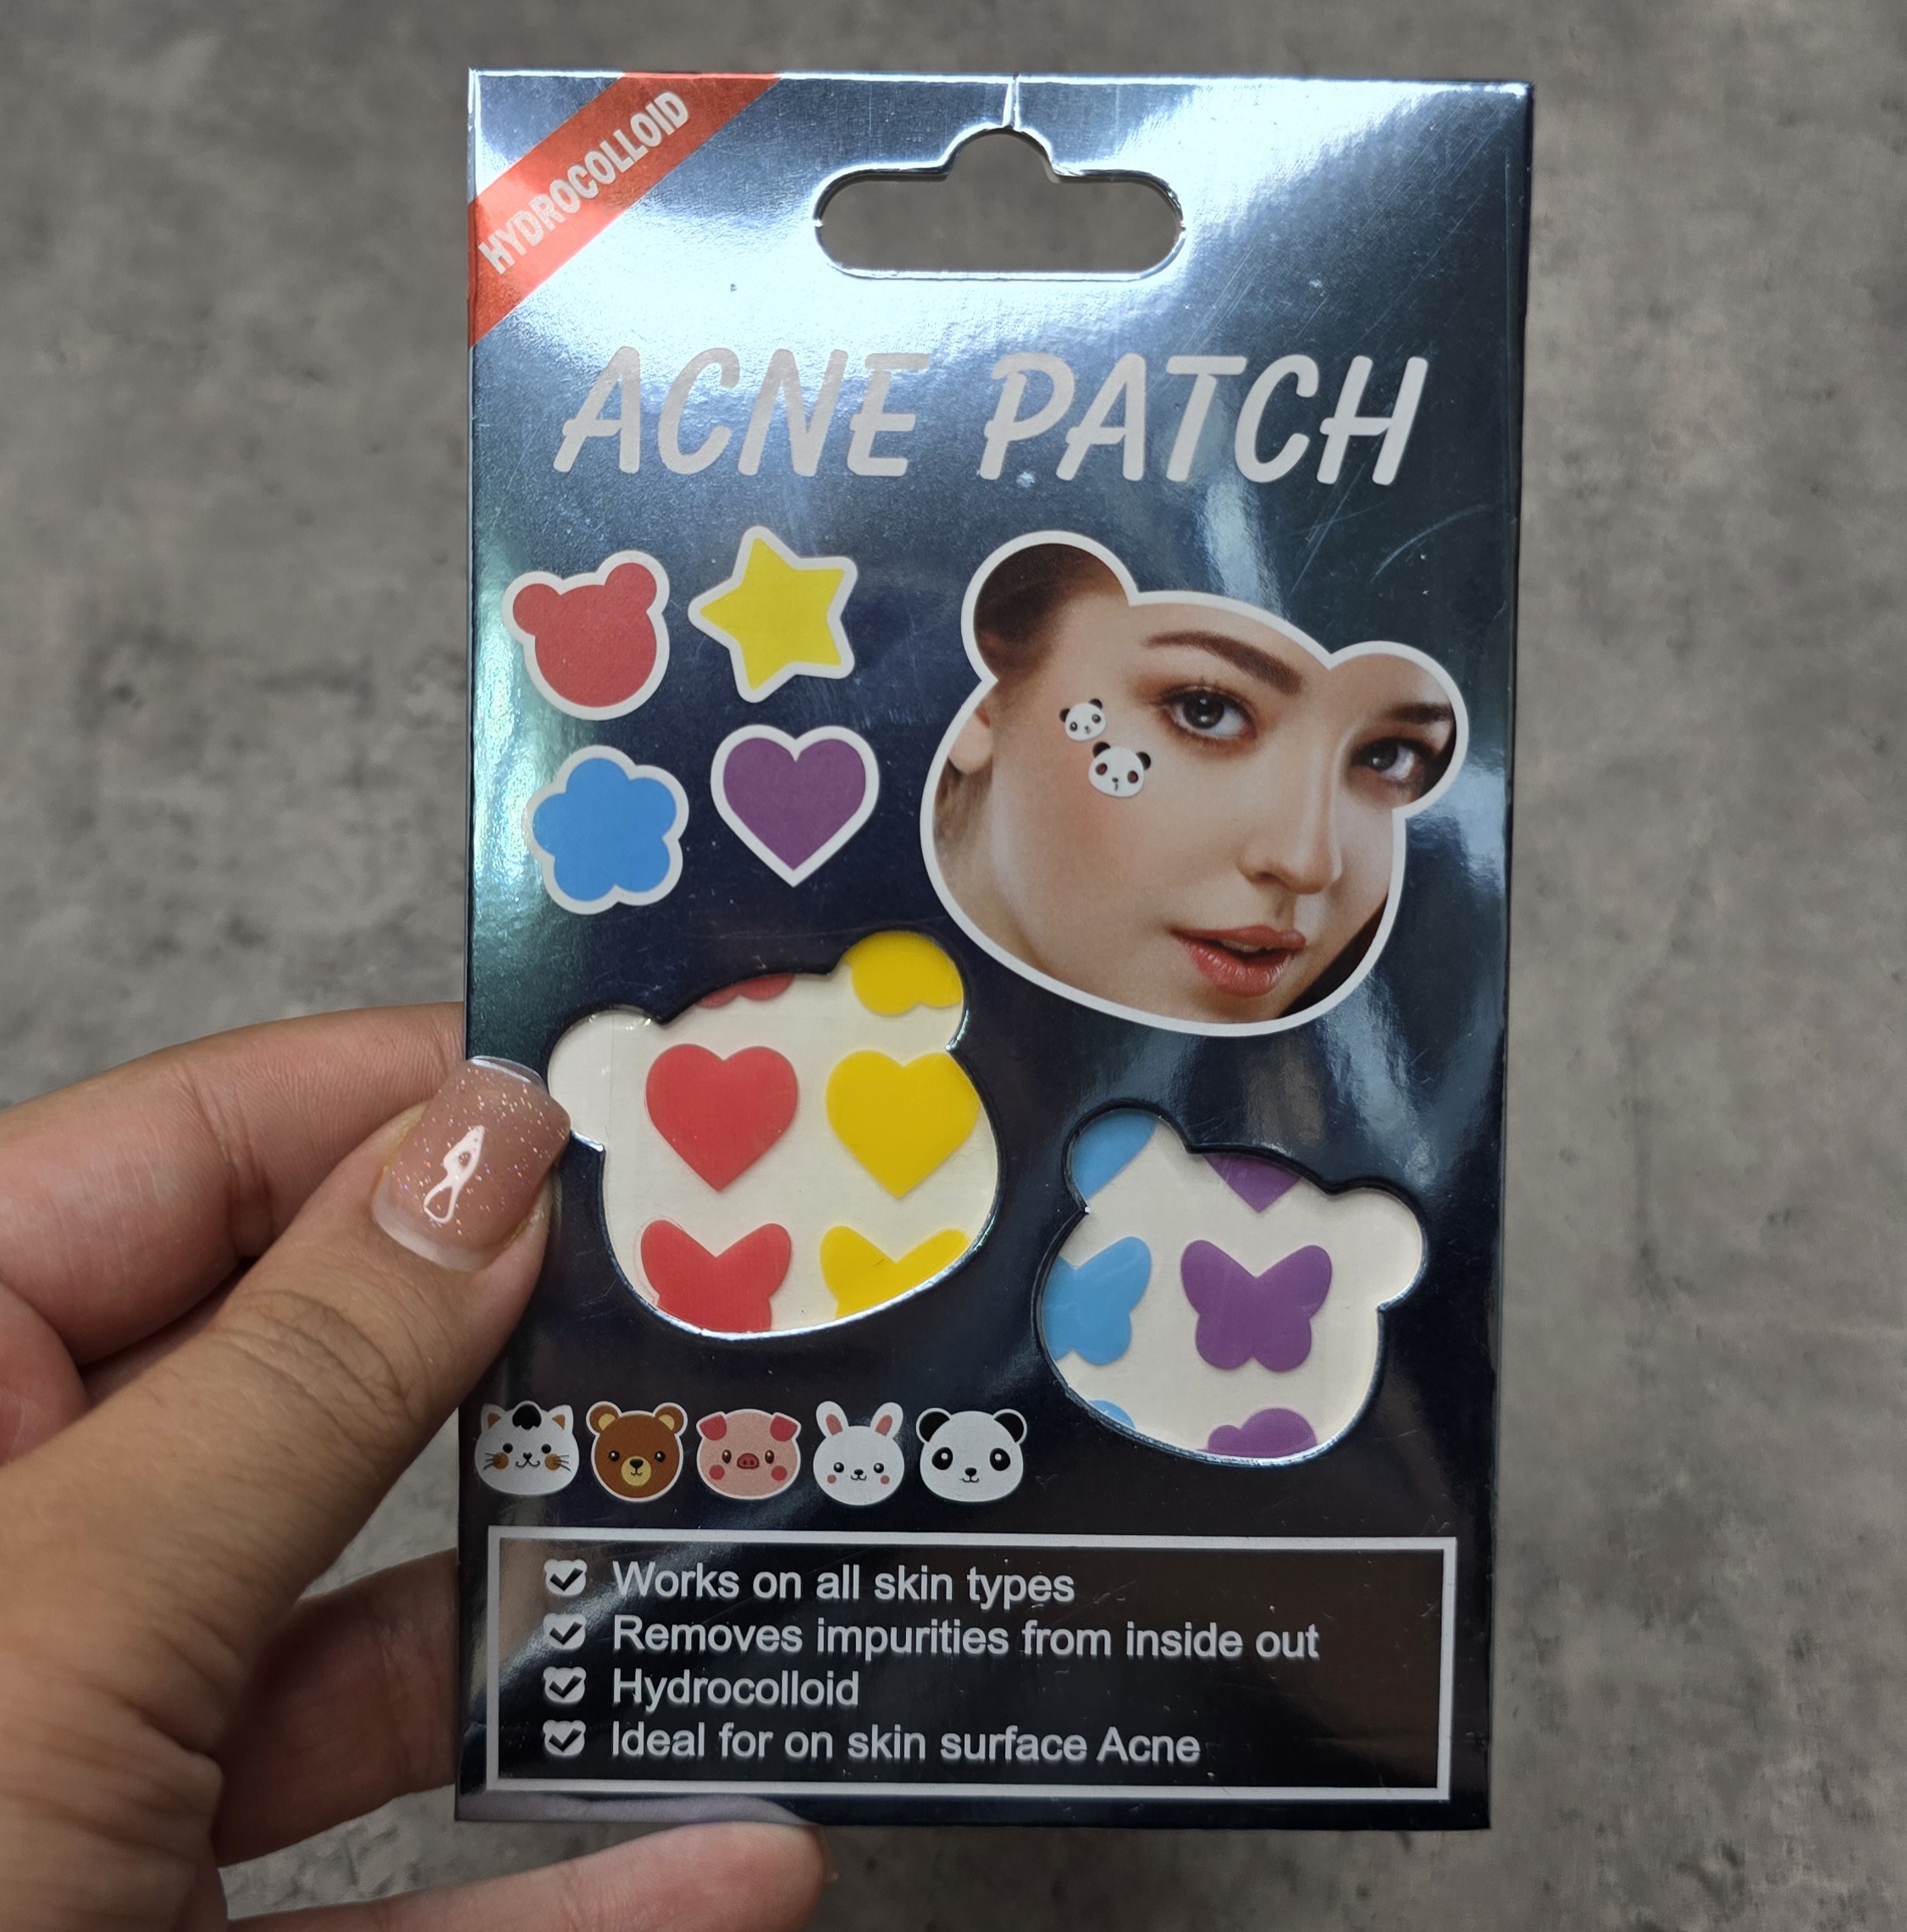 HYDROCOLLOID
ACNE PATCH
Works on all skin types
Removes impurities from inside out
Hydrocolloid
Ideal for on skin surface Acne